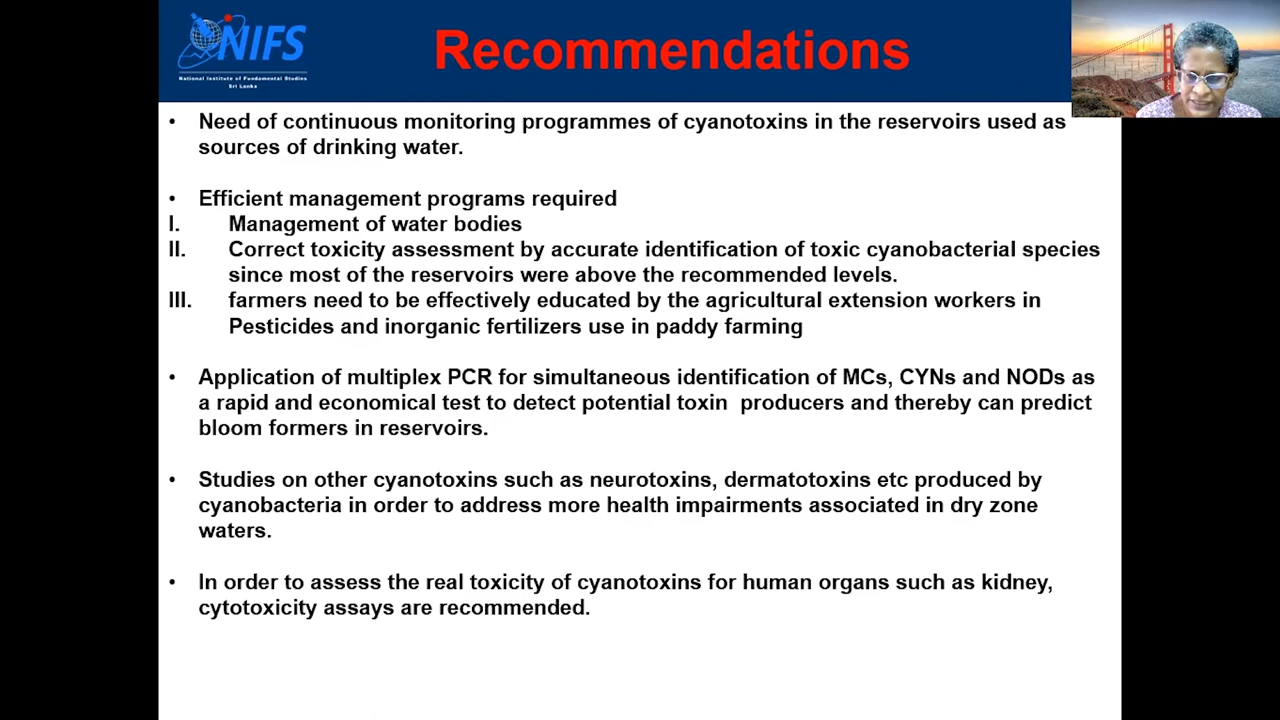 NIFS
National Institute of Fundamental Studies
Sri Lanka
Recommendations
• Need of continuous monitoring programmes of cyanotoxins in the reservoirs used as
sources of drinking water.
• Efficient management programs required
I. Management of water bodies
II. Correct toxicity assessment by accurate identification of toxic cyanobacterial species
since most of the reservoirs were above the recommended levels.
III. farmers need to be effectively educated by the agricultural extension workers in
Pesticides and inorganic fertilizers use in paddy farming
• Application of multiplex PCR for simultaneous identification of MCs, CYNs and NODs as
a rapid and economical test to detect potential toxin producers and thereby can predict
bloom formers in reservoirs.
• Studies on other cyanotoxins such as neurotoxins, dermatotoxins etc produced by
cyanobacteria in order to address more health impairments associated in dry zone
waters.
• In order to assess the real toxicity of cyanotoxins for human organs such as kidney,
cytotoxicity assays are recommended.